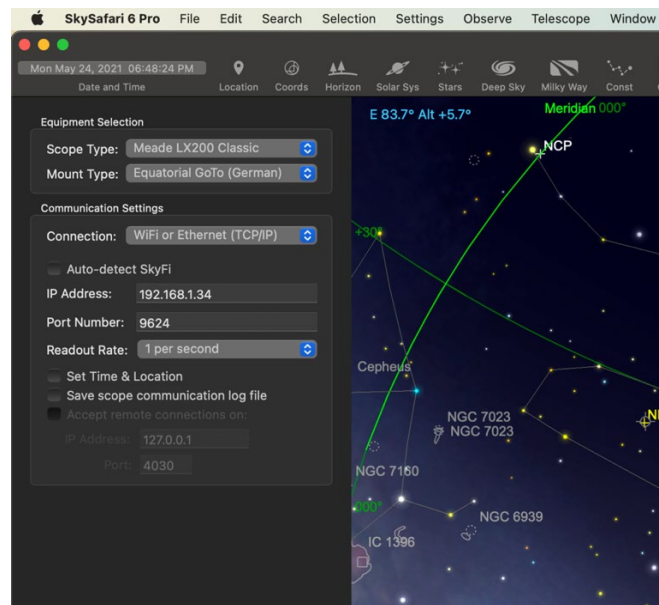 SkySafari 6 Pro File Edit Search Selection Settings Observe Telescope Window
Mon May 24, 2021 06:48:24 PM
Date and Time Location Coords Horizon Solar Sys Stars Deep Sky Milky Way Const
Equipment Selection
Scope Type: Meade LX200 Classic
Mount Type: Equatorial GoTo (German)
Communication Settings
Connection: WiFi or Ethernet (TCP/IP)
Auto-detect SkyFi
IP Address: 192.168.1.34
Port Number: 9624
Readout Rate: 1 per second
Set Time & Location
Save scope communication log file
Accept remote connections on:
IP Address: 127.0.0.1
Port: 4030
E 83.7° Alt +5.7°
Meridian 000°
NCP
+30°
Cepheus
NGC 7023
NGC 7023
NGC 7160
000°
NGC 6939
IC 1396